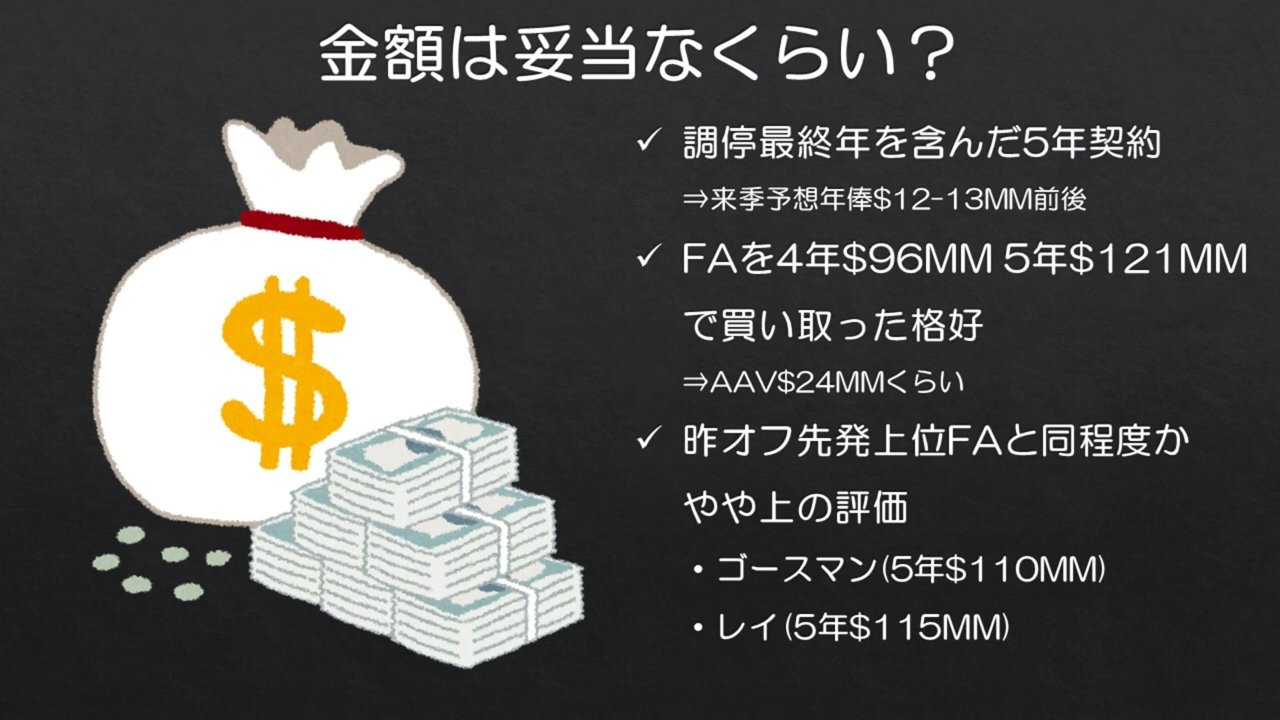 金額は妥当なくらい？
✓ 調停最終年を含んだ5年契約
⇒来季予想年俸$12-13MM前後
✓ FAを4年$96MM 5年$121MM
で買い取った格好
⇒AAV$24MMくらい
✓ 昨オフ先発上位FAと同程度か
やや上の評価
・ゴースマン(5年$110MM)
・レイ(5年$115MM)
$